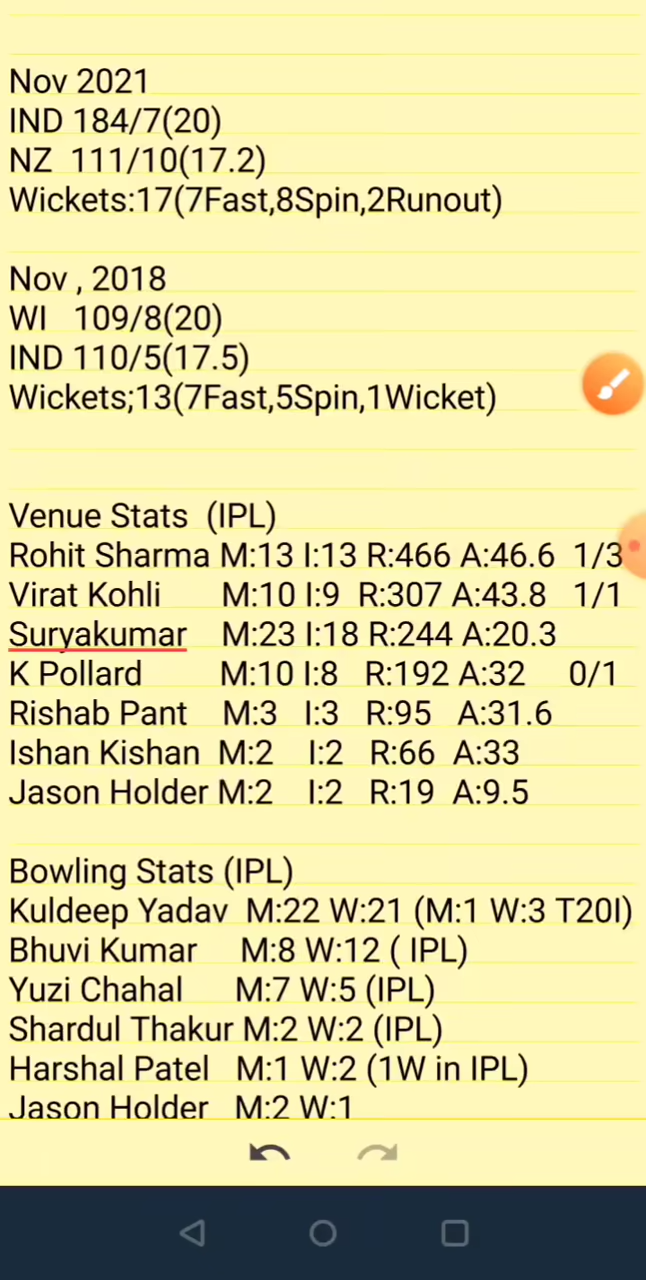 Nov 2021
IND 184/7(20)
NZ 111/10(17.2)
Wickets:17(7Fast,8Spin,2Runout)
Nov , 2018
WI 109/8(20)
IND 110/5(17.5)
Wickets;13(7Fast,5Spin,1Wicket)
Venue Stats (IPL)
Rohit Sharma M:13 I:13 R:466 A:46.6 1/3
Virat Kohli M:10 I:9 R:307 A:43.8 1/1
Suryakumar M:23 I:18 R:244 A:20.3
K Pollard M:10 I:8 R:192 A:32 0/1
Rishab Pant M:3 I:3 R:95 A:31.6
Ishan Kishan M:2 I:2 R:66 A:33
Jason Holder M:2 I:2 R:19 A:9.5
Bowling Stats (IPL)
Kuldeep Yadav M:22 W:21 (M:1 W:3 T20I)
Bhuvi Kumar M:8 W:12 ( IPL)
Yuzi Chahal M:7 W:5 (IPL)
Shardul Thakur M:2 W:2 (IPL)
Harshal Patel M:1 W:2 (1W in IPL)
Jason Holder M:2 W:1